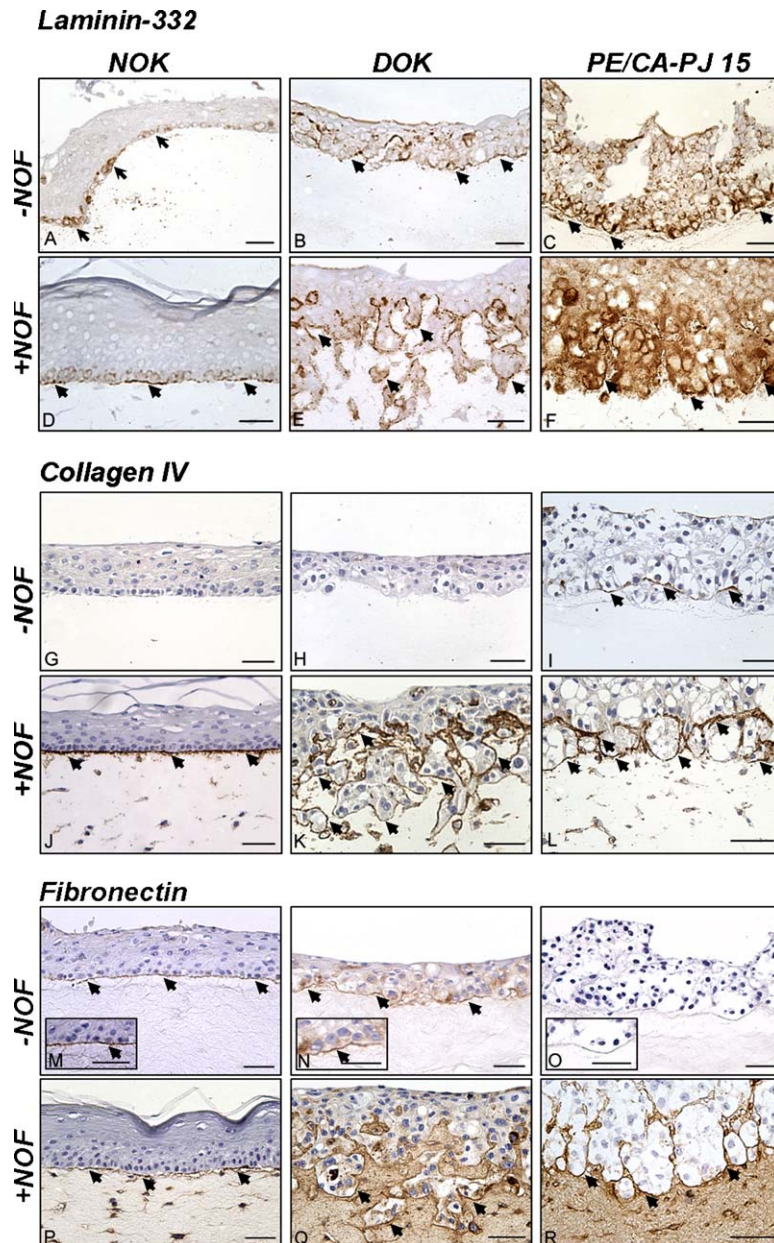 Laminin-332
NOK DOK PE/CA-PJ 15
-NOF
A B C
+NOF
D E F
Collagen IV
-NOF
G H I
+NOF
J K L
Fibronectin
-NOF
M N O
+NOF
P Q R